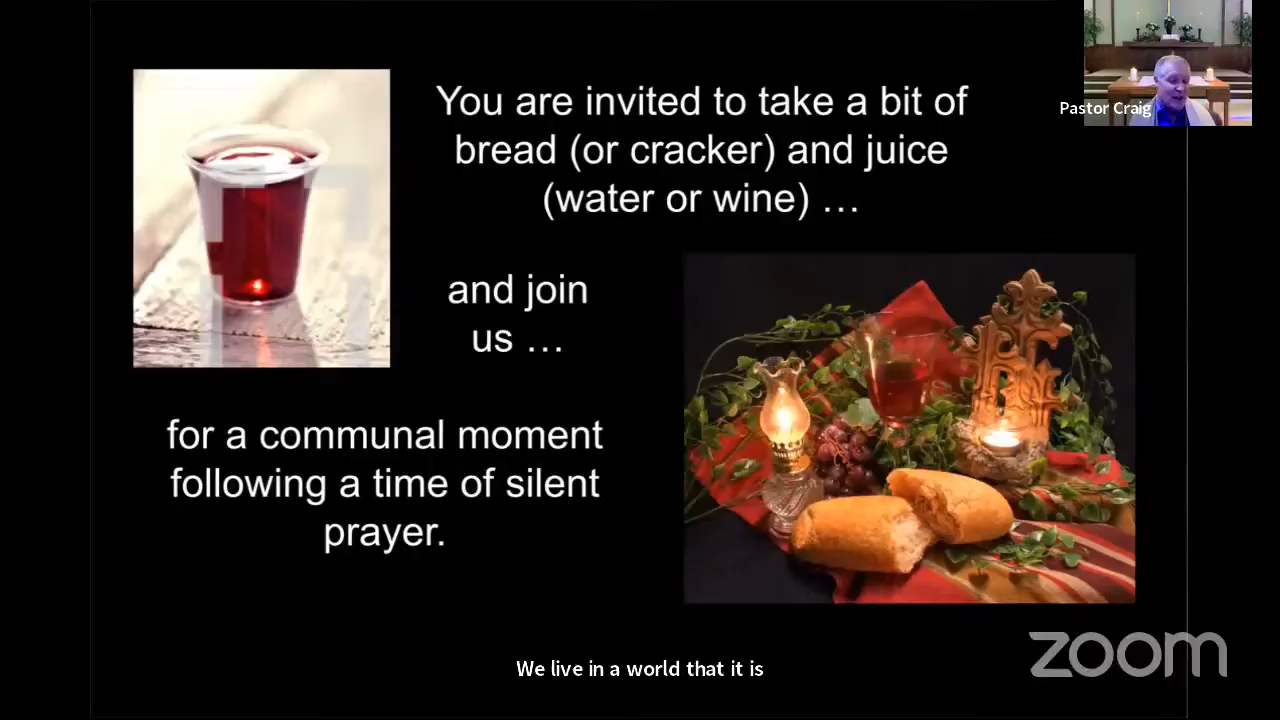 Pastor Craig
You are invited to take a bit of
bread (or cracker) and juice
(water or wine) …
and join
us …
for a communal moment
following a time of silent
prayer.
We live in a world that it is
zoom